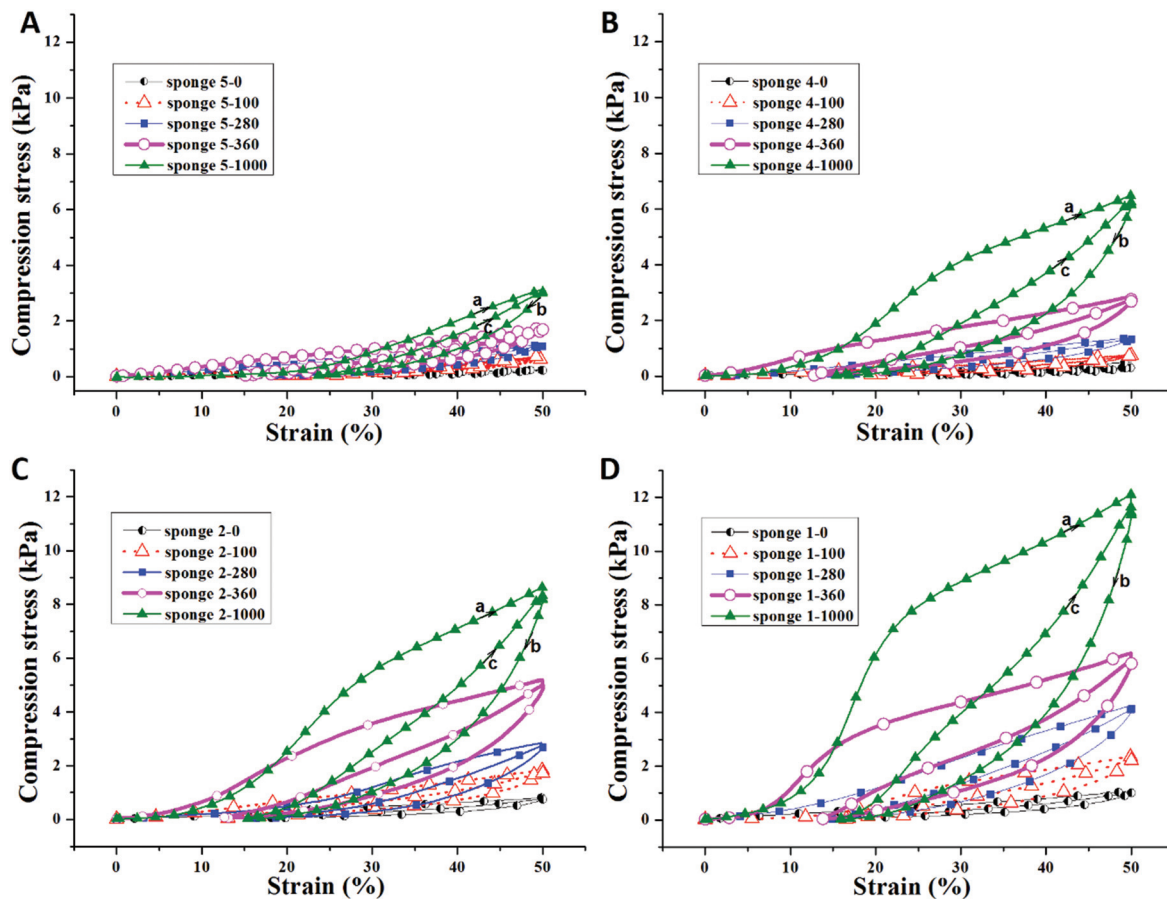 A
Compression stress (kPa)
12
10
8
6
4
2
0
sponge 5-0
sponge 5-100
sponge 5-280
sponge 5-360
sponge 5-1000
a
c
b
0 10 20 30 40 50
Strain (%)
B
Compression stress (kPa)
12
10
8
6
4
2
0
sponge 4-0
sponge 4-100
sponge 4-280
sponge 4-360
sponge 4-1000
a
b
c
0 10 20 30 40 50
Strain (%)
C
Compression stress (kPa)
12
10
8
6
4
2
0
sponge 2-0
sponge 2-100
sponge 2-280
sponge 2-360
sponge 2-1000
a
b
c
0 10 20 30 40 50
Strain (%)
D
Compression stress (kPa)
12
10
8
6
4
2
0
sponge 1-0
sponge 1-100
sponge 1-280
sponge 1-360
sponge 1-1000
a
b
c
0 10 20 30 40 50
Strain (%)